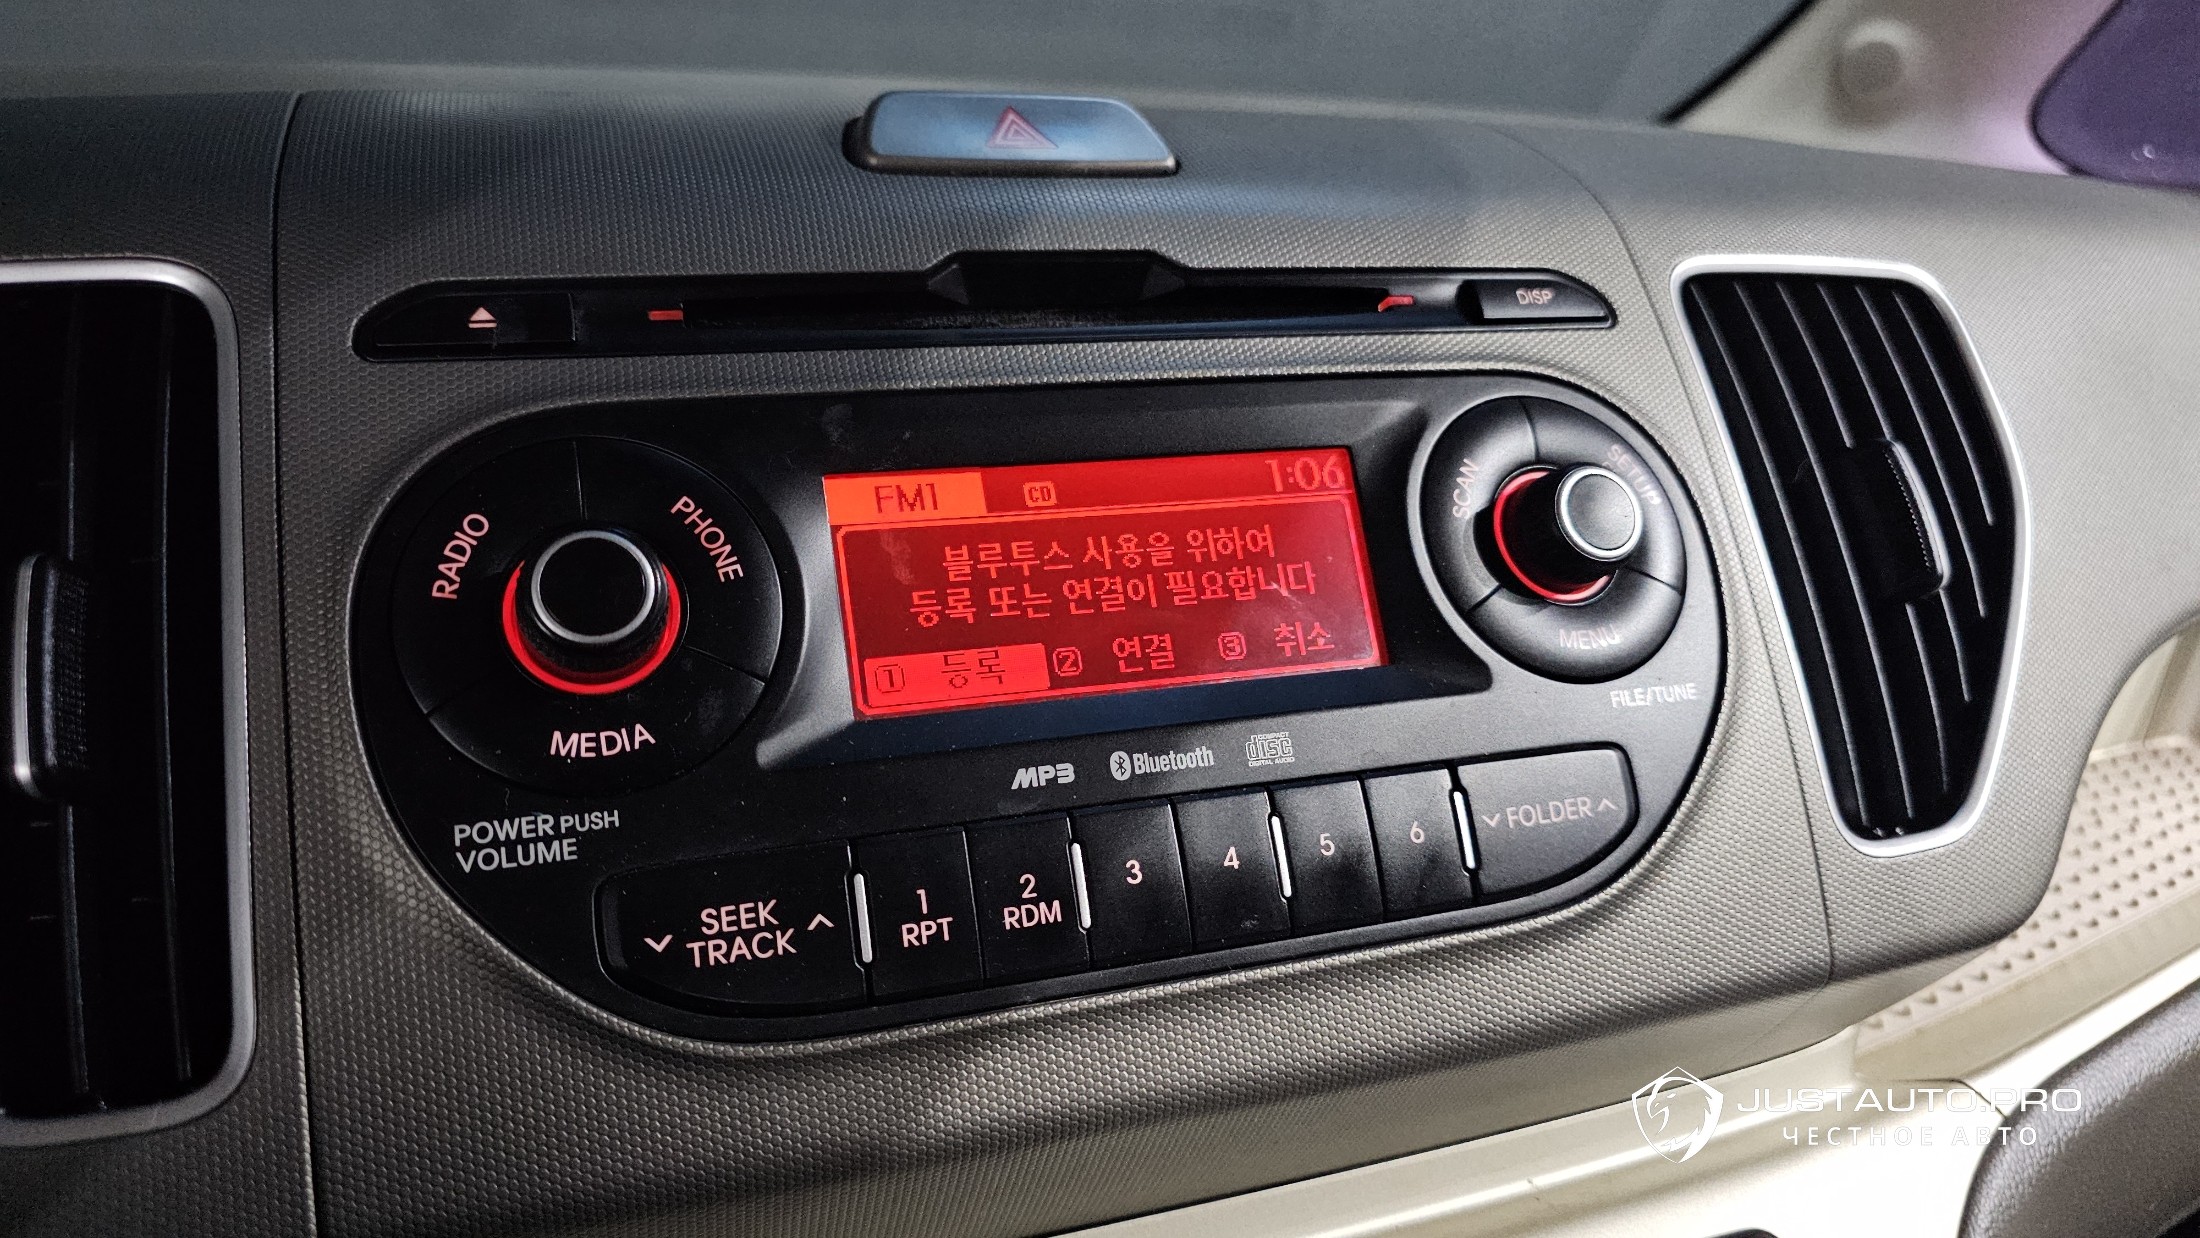 DISP
FM1 CD 1:06
블루투스 사용을 위하여
등록 또는 연결이 필요합니다
1 등록 2 연결 3 취소
RADIO
PHONE
MEDIA
SCAN
SETUP
MENU
FILE/TUNE
POWER PUSH
VOLUME
MP3 Bluetooth COMPACT disc DIGITAL AUDIO
SEEK
TRACK
1
RPT
2
RDM
3
4
5
6
FOLDER
JUSTAUTO.PRO
ЧЕСТНОЕ АВТО